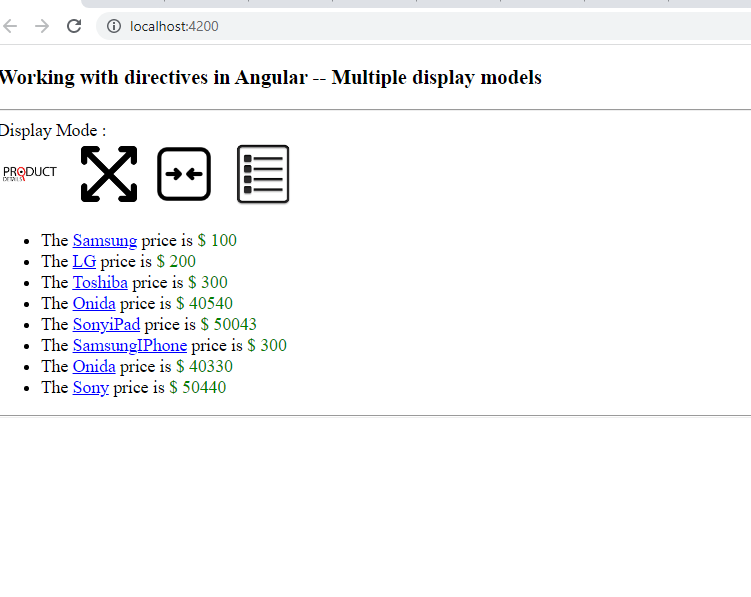 localhost:4200
Working with directives in Angular -- Multiple display models
Display Mode :
PRODUCT
DETAILS
The Samsung price is $ 100
The LG price is $ 200
The Toshiba price is $ 300
The Onida price is $ 40540
The SonyiPad price is $ 50043
The SamsungIPhone price is $ 300
The Onida price is $ 40330
The Sony price is $ 50440